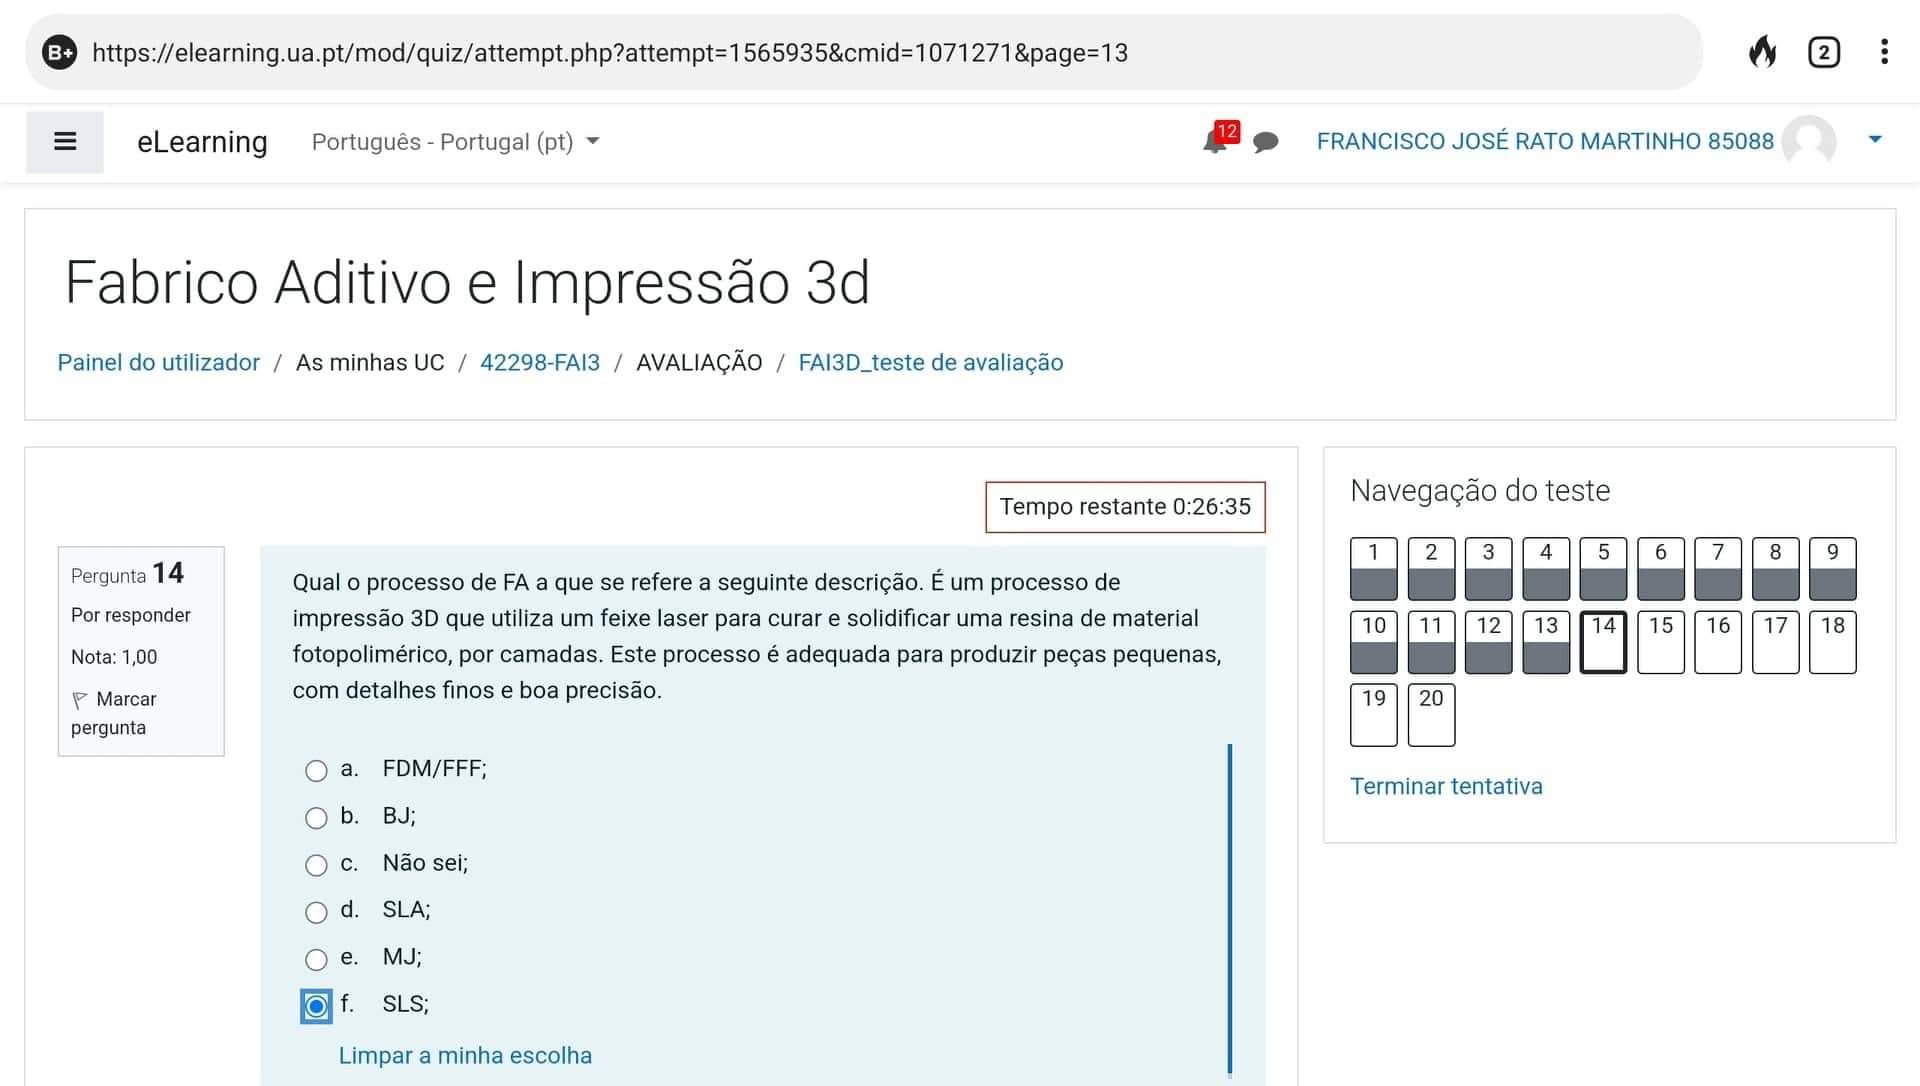 B+ https://elearning.ua.pt/mod/quiz/attempt.php?attempt=1565935&cmid=1071271&page=13 2
eLearning Português - Portugal (pt) 12 FRANCISCO JOSÉ RATO MARTINHO 85088
Fabrico Aditivo e Impressão 3d
Painel do utilizador / As minhas UC / 42298-FAI3 / AVALIAÇÃO / FAI3D_teste de avaliação
Tempo restante 0:26:35
Pergunta 14
Por responder
Nota: 1,00
Marcar
pergunta
Qual o processo de FA a que se refere a seguinte descrição. É um processo de
impressão 3D que utiliza um feixe laser para curar e solidificar uma resina de material
fotopolimérico, por camadas. Este processo é adequada para produzir peças pequenas,
com detalhes finos e boa precisão.
a. FDM/FFF;
b. BJ;
c. Não sei;
d. SLA;
e. MJ;
f. SLS;
Limpar a minha escolha
Navegação do teste
1 2 3 4 5 6 7 8 9
10 11 12 13 14 15 16 17 18
19 20
Terminar tentativa